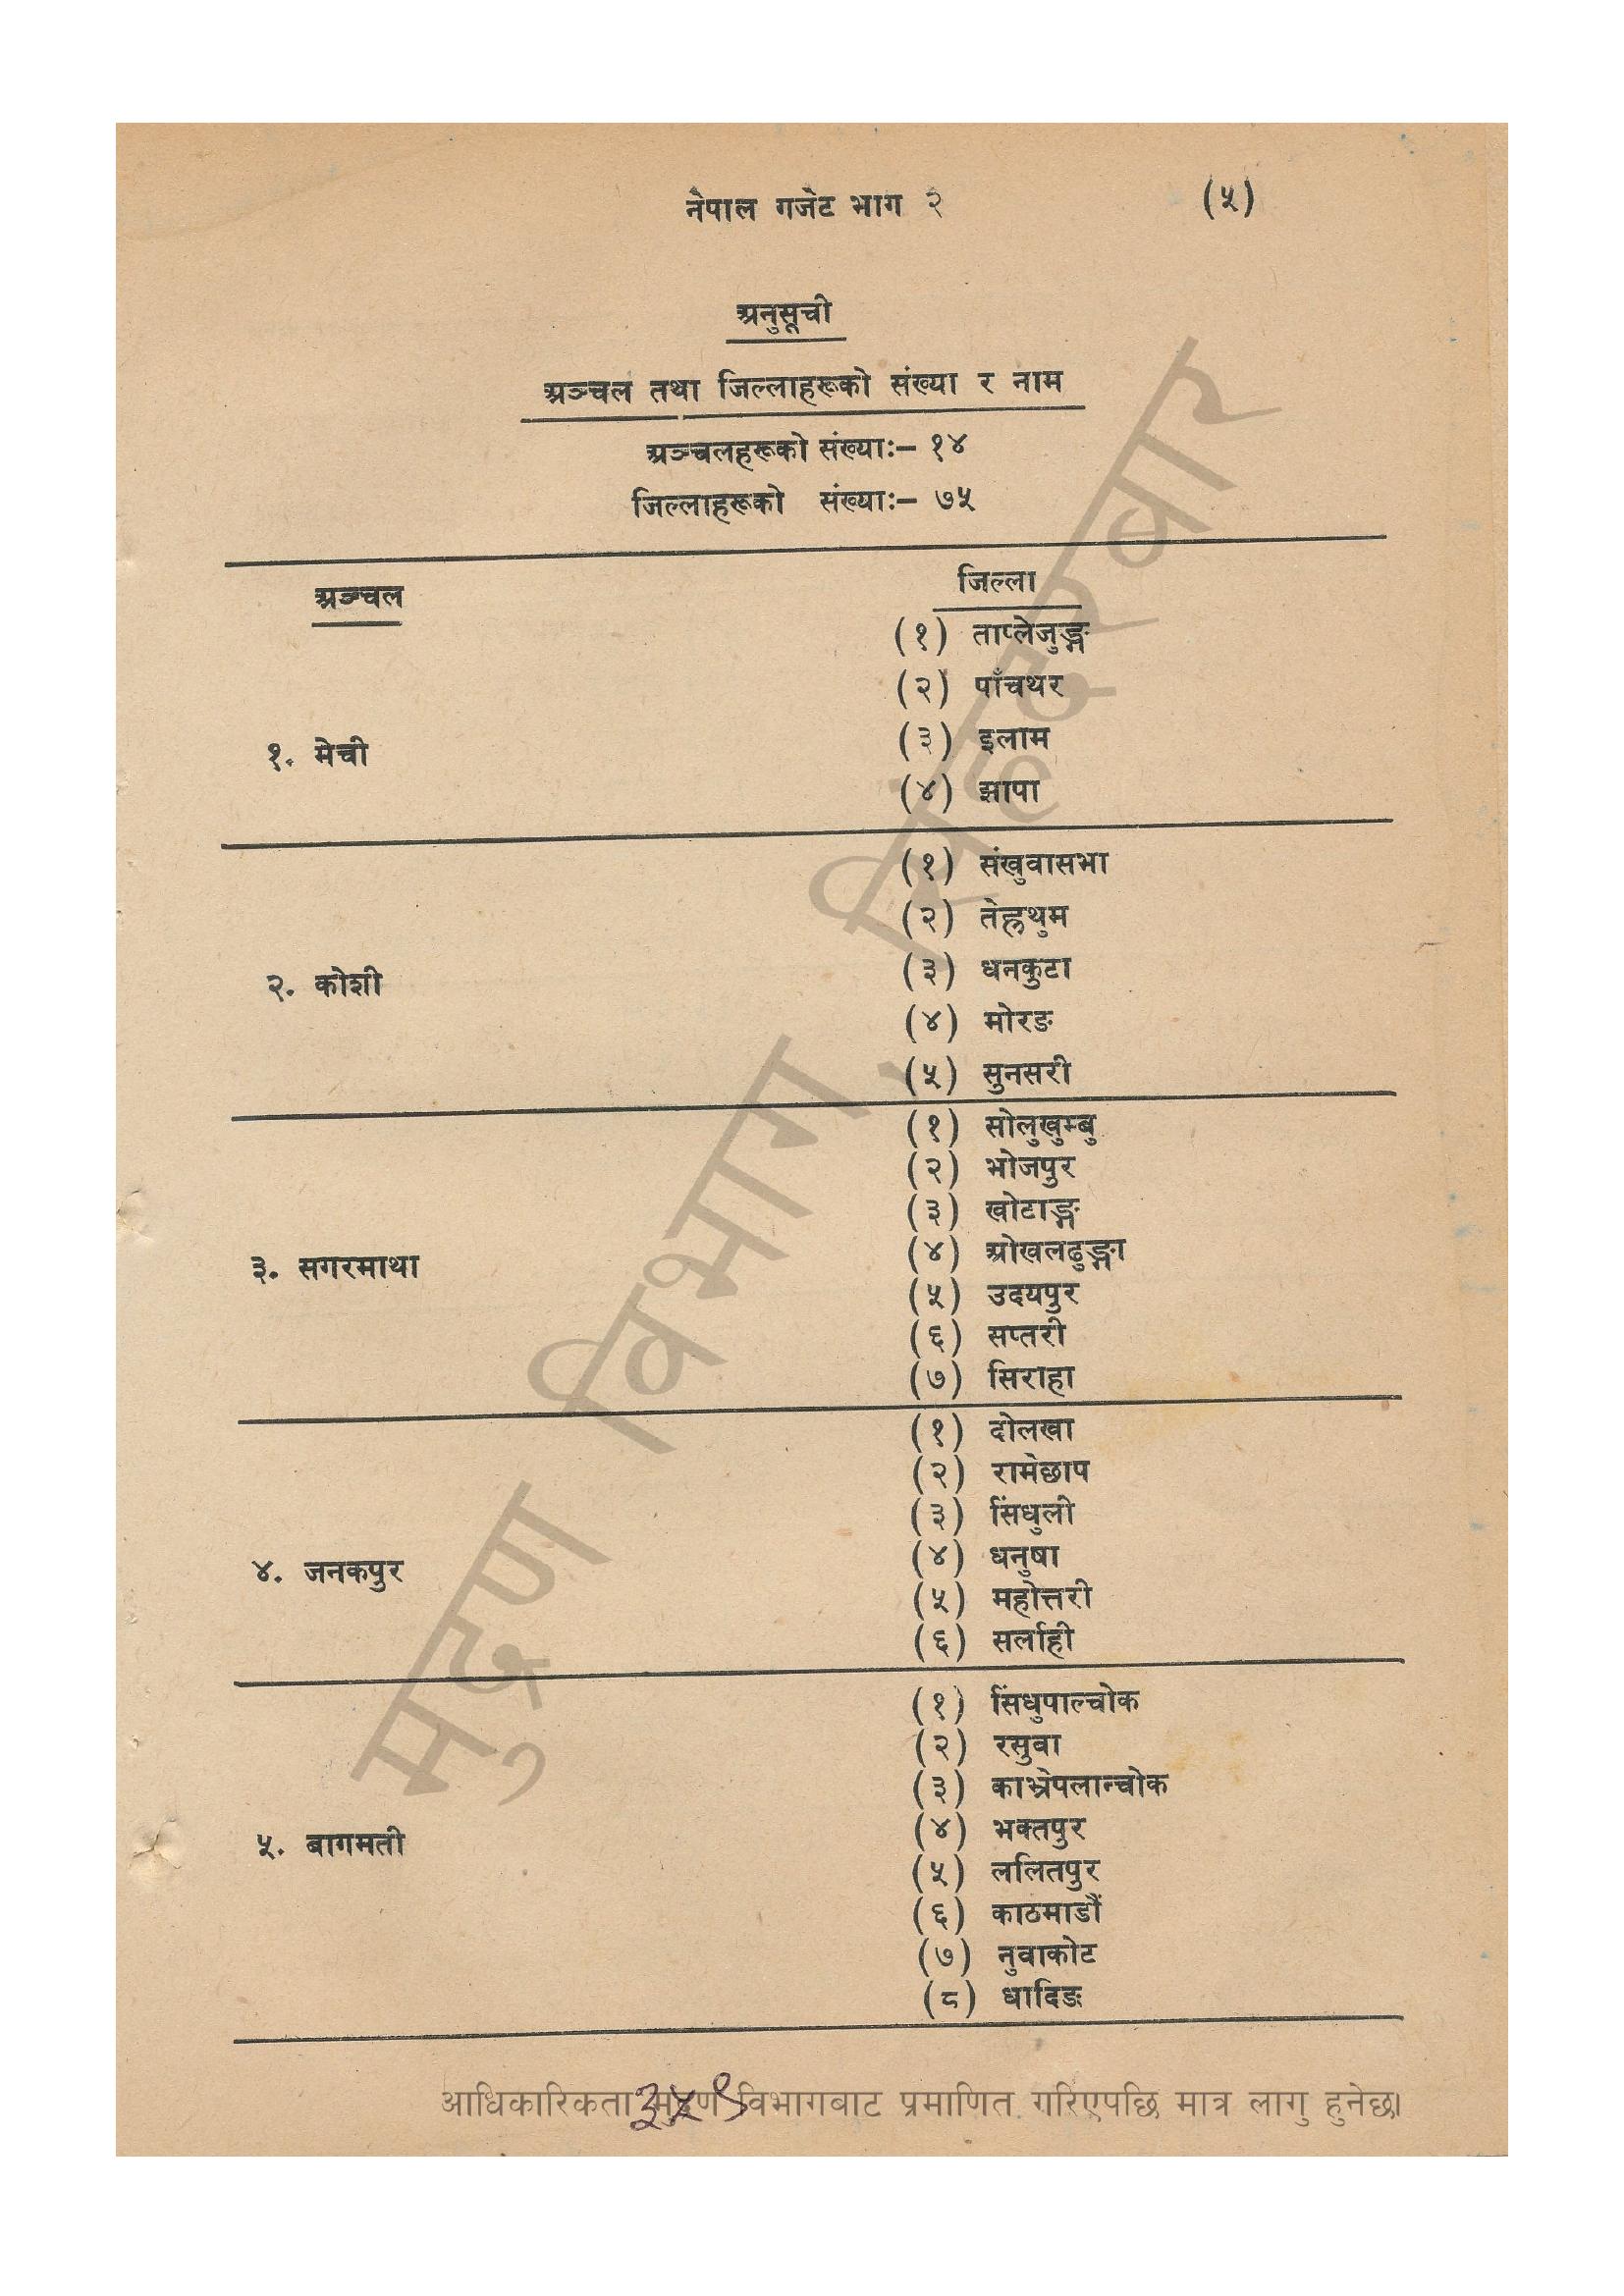 नेपाल गजेट भाग २ (५)
अनुसूची
अञ्चल तथा जिल्लाहरूको संख्या र नाम
अञ्चलहरूको संख्याः– १४
जिल्लाहरूको संख्याः– ७५
अञ्चल जिल्ला
(१) ताप्लेजुङ्ग
(२) पाँचथर
(३) इलाम
१. मेची
(४) झापा
(१) संखुवासभा
(२) तेह्रथुम
(३) धनकुटा
२. कोशी
(४) मोरङ
(५) सुनसरी
(१) सोलुखुम्बु
(२) भोजपुर
(३) खोटाङ्ग
(४) ओखलढुङ्गा
३. सगरमाथा
(५) उदयपुर
(६) सप्तरी
(७) सिराहा
(१) दोलखा
(२) रामेछाप
(३) सिंधुली
(४) धनुषा
४. जनकपुर
(५) महोत्तरी
(६) सर्लाही
(१) सिंधुपाल्चोक
(२) रसुवा
(३) काभ्रेपलान्चोक
(४) भक्तपुर
५. बागमती
(५) ललितपुर
(६) काठमाडौं
(७) नुवाकोट
(८) धादिङ
मुद्रण विभाग, सिंहदरबार
आधिकारिकता मुद्रण विभागबाट प्रमाणित गरिएपछि मात्र लागु हुनेछ।
३५९